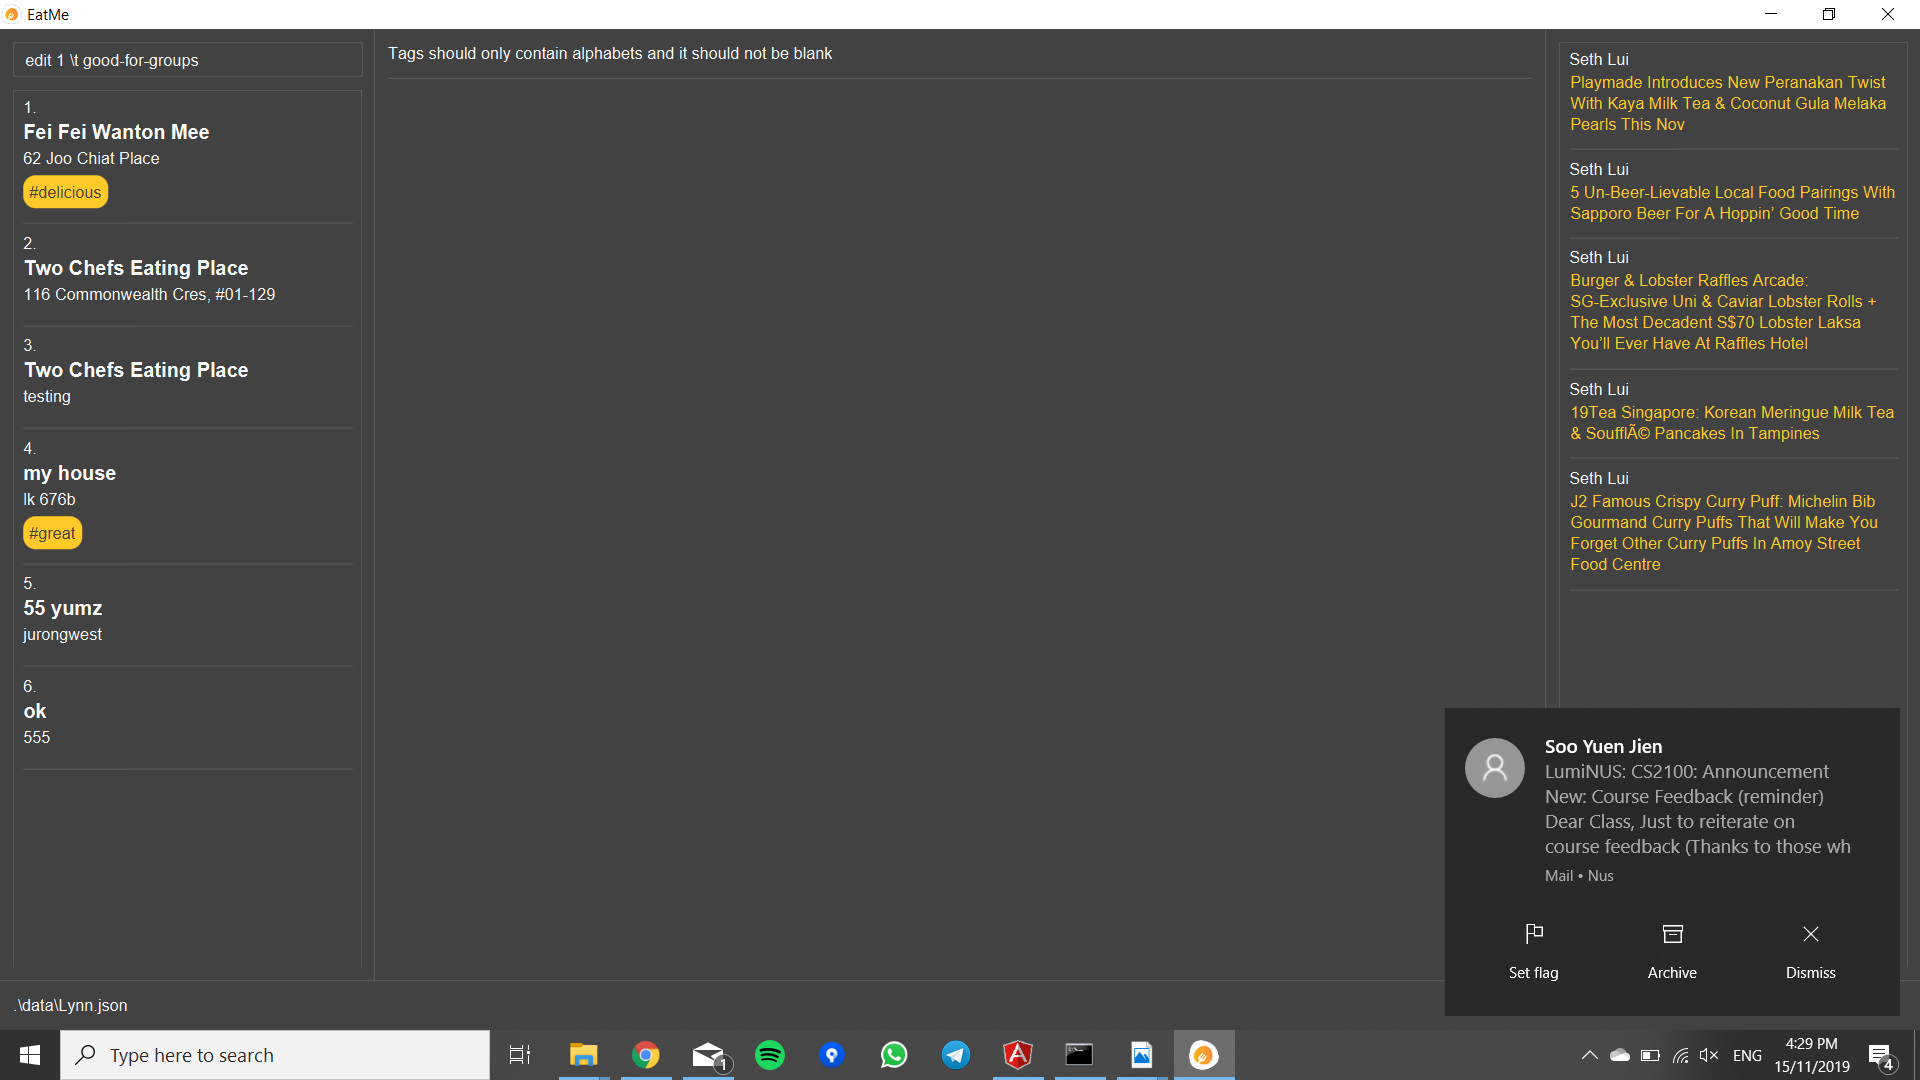 EatMe
edit 1 \t good-for-groups
1.
Fei Fei Wanton Mee
62 Joo Chiat Place
#delicious
2.
Two Chefs Eating Place
116 Commonwealth Cres, #01-129
3.
Two Chefs Eating Place
testing
4.
my house
lk 676b
#great
5.
55 yumz
jurongwest
6.
ok
555
Tags should only contain alphabets and it should not be blank
Seth Lui
Playmade Introduces New Peranakan Twist
With Kaya Milk Tea & Coconut Gula Melaka
Pearls This Nov
Seth Lui
5 Un-Beer-Lievable Local Food Pairings With
Sapporo Beer For A Hoppin’ Good Time
Seth Lui
Burger & Lobster Raffles Arcade:
SG-Exclusive Uni & Caviar Lobster Rolls +
The Most Decadent S$70 Lobster Laksa
You’ll Ever Have At Raffles Hotel
Seth Lui
19Tea Singapore: Korean Meringue Milk Tea
& SoufflÃ© Pancakes In Tampines
Seth Lui
J2 Famous Crispy Curry Puff: Michelin Bib
Gourmand Curry Puffs That Will Make You
Forget Other Curry Puffs In Amoy Street
Food Centre
Soo Yuen Jien
LumiNUS: CS2100: Announcement
New: Course Feedback (reminder)
Dear Class, Just to reiterate on
course feedback (Thanks to those wh
Mail • Nus
Set flag
Archive
Dismiss
.\data\Lynn.json
Type here to search
1
ENG
4:29 PM
15/11/2019
4